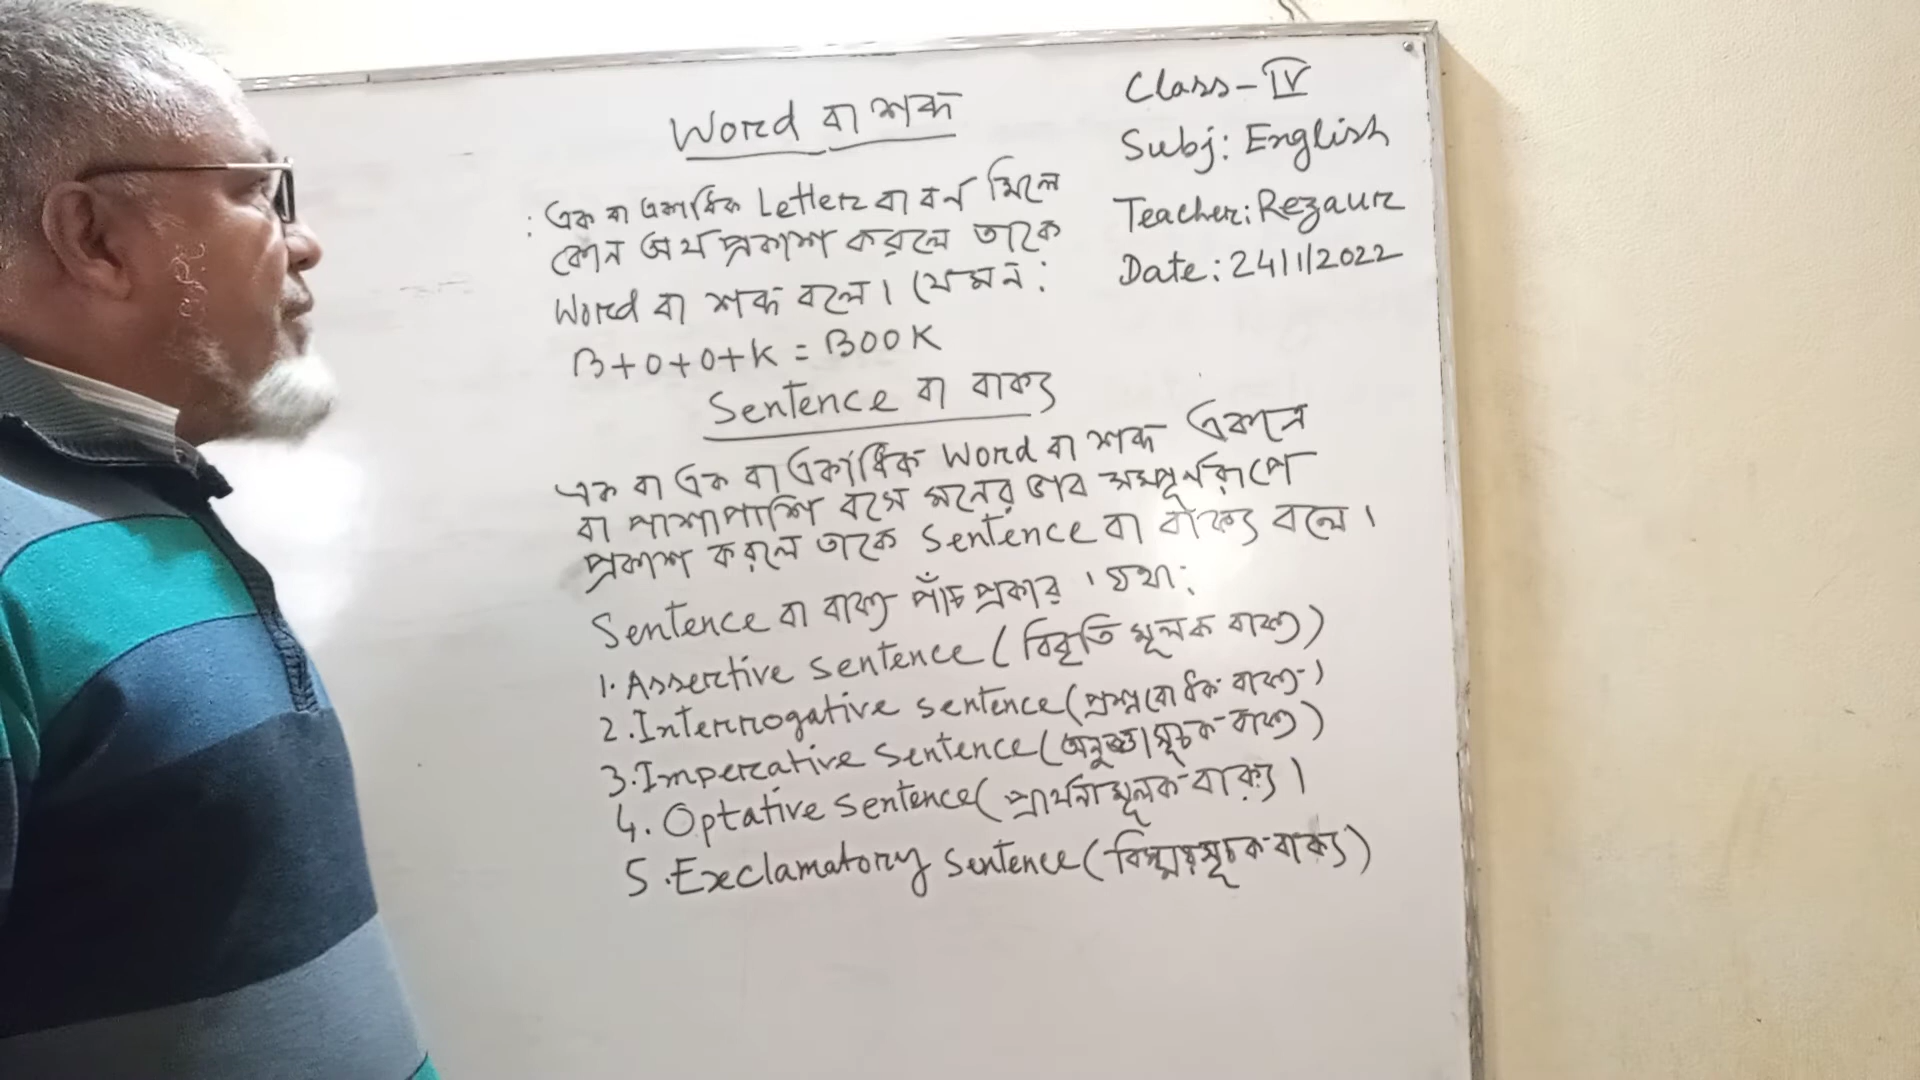 Word বা শব্দ
Class-IV
Subj: English
Teacher: Rezaur
Date: 24/1/2022
: এক বা একাধিক Letter বা বর্ন মিলে
কোন অর্থ প্রকাশ করলে তাকে
Word বা শব্দ বলে। যেমন:
B+O+O+K = BOOK
Sentence বা বাক্য
এক বা এক বা একাধিক Word বা শব্দ একত্রে
বা পাশাপাশি বসে মনের ভাব সম্পূর্নরূপে
প্রকাশ করলে তাকে Sentence বা বাক্য বলে।
Sentence বা বাক্য পাঁচ প্রকার। যথা:
1. Assertive Sentence (বিবৃতি মূলক বাক্য)
2. Interrogative Sentence (প্রশ্নবোধক বাক্য)
3. Imperative Sentence (অনুজ্ঞাসূচক-বাক্য)
4. Optative Sentence (প্রার্থনামূলক-বাক্য।
5. Exclamatory Sentence (বিস্ময়সূচক-বাক্য)